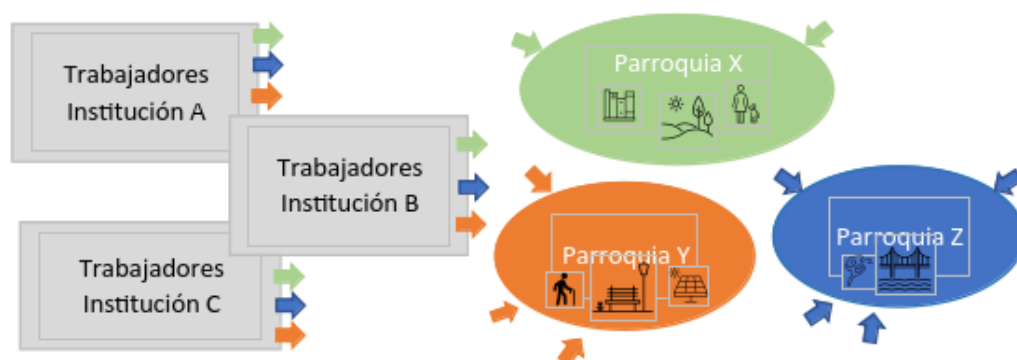 Trabajadores
Institución A
Trabajadores
Institución B
Trabajadores
Institución C
Parroquia X
Parroquia Y
Parroquia Z